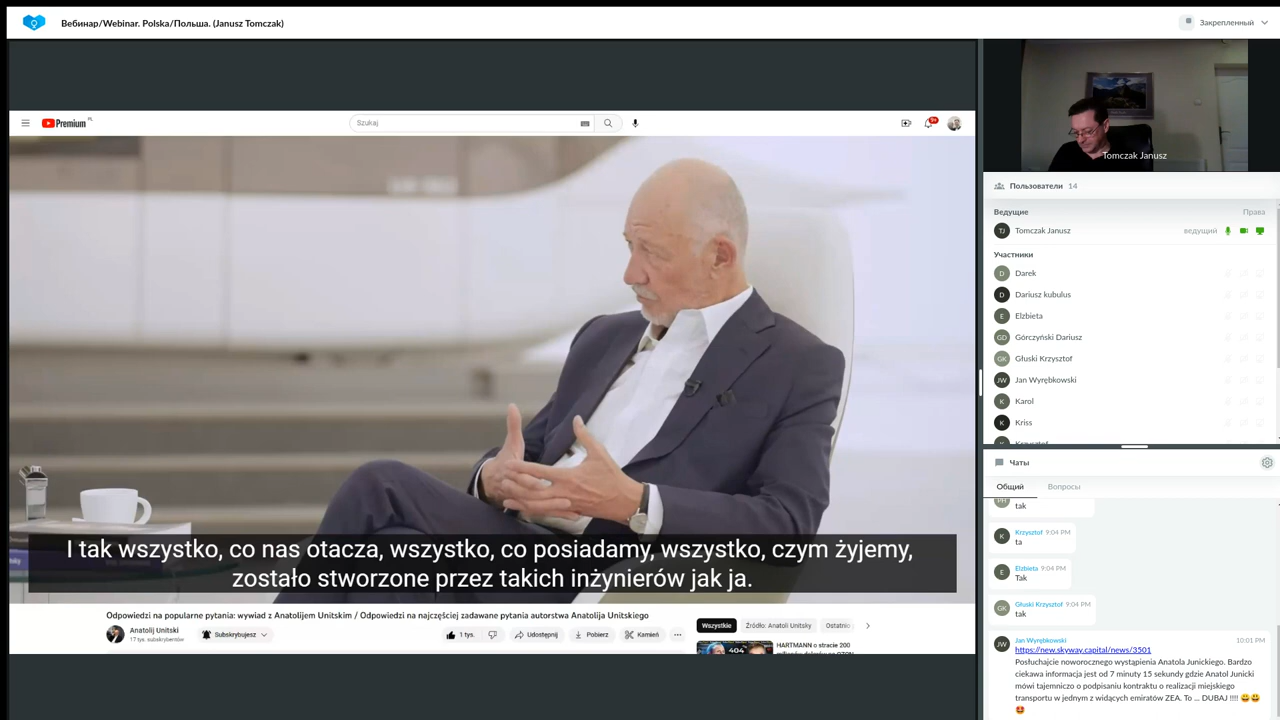 Вебинар/Webinar. Polska/Польша. (Janusz Tomczak)
Закрепленный
Premium PL
Szukaj
9+
Tomczak Janusz
Пользователи 14
Ведущие Права
TJ Tomczak Janusz ведущий
Участники
D Darek
D Dariusz kubulus
E Elzbieta
GD Górczyński Dariusz
GK Głuski Krzysztof
JW Jan Wyrębkowski
K Karol
K Kriss
K Krzysztof
I tak wszystko, co nas otacza, wszystko, co posiadamy, wszystko, czym żyjemy,
zostało stworzone przez takich inżynierów jak ja.
Odpowiedzi na popularne pytania: wywiad z Anatolijem Unitskim / Odpowiedzi na najczęściej zadawane pytania autorstwa Anatolija Unitskiego
Anatolij Unitski
17 tys. subskrybentów
Subskrybujesz
1 tys.
Udostępnij
Pobierz
Kamień
Wszystkie
Źródło: Anatoli Unitsky
Ostatnio
404
HARTMANN o stracie 200
Чаты
Общий Вопросы
PH tak
K Krzysztof 9:04 PM
ta
E Elzbieta 9:04 PM
Tak
GK Głuski Krzysztof 9:04 PM
tak
JW Jan Wyrębkowski 10:01 PM
https://new.skyway.capital/news/3501
Posłuchajcie noworocznego wystąpienia Anatola Junickiego. Bardzo
ciekawa informacja jest od 7 minuty 15 sekundy gdzie Anatol Junicki
mówi tajemniczo o podpisaniu kontraktu o realizacji miejskiego
transportu w jednym z widących emiratów ZEA. To ... DUBAJ !!!! 😀😃
🤩